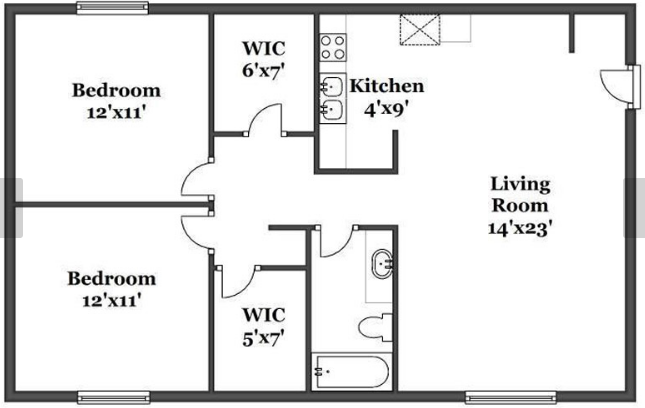 Bedroom
12'x11'
WIC
6'x7'
Kitchen
4'x9'
Living
Room
14'x23'
Bedroom
12'x11'
WIC
5'x7'